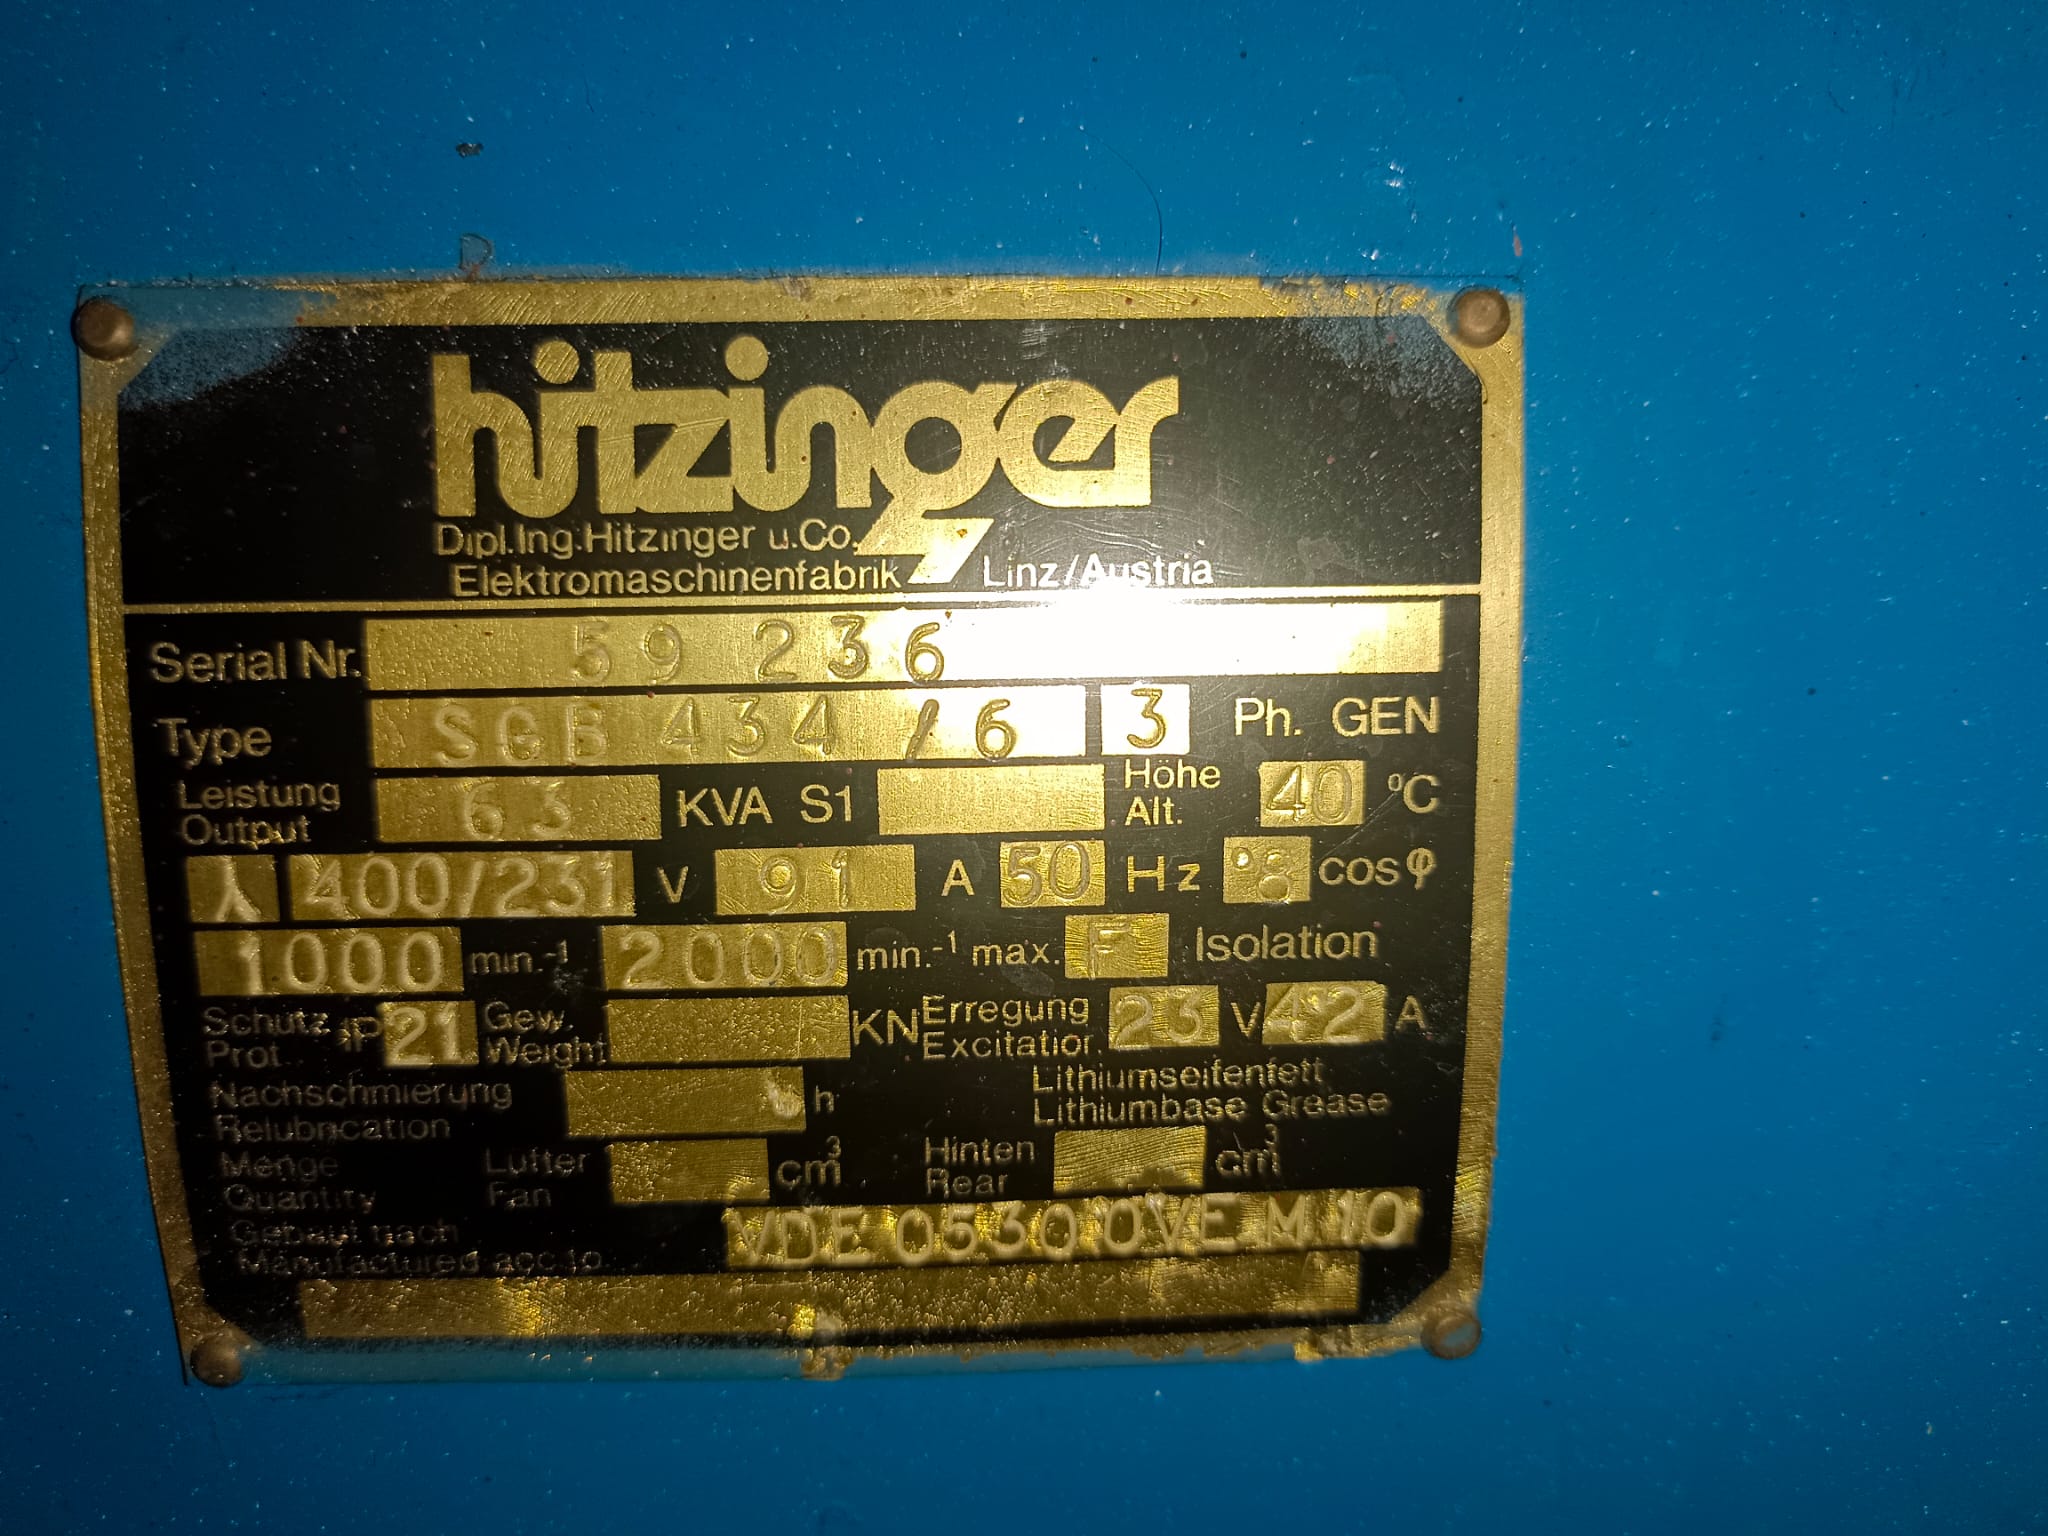 hitzinger
Dipl.Ing.Hitzinger u.Co.
Elektromaschinenfabrik Linz/Austria
Serial Nr. 59 236
Type SGB 434 / 6 3 Ph. GEN
Leistung Output 63 KVA S1 Höhe Alt. 40 °C
⅄ 400/231 V 91 A 50 Hz °8 cos φ
1000 min.⁻¹ 2000 min.⁻¹ max. F Isolation
Schutz Prot IP 21 Gew. Weight KN Erregung Excitation 23 V 42 A
Nachschmierung Relubrication h Lithiumseifenfett Lithiumbase Grease
Menge Quantity Lüfter Fan cm³ Hinten Rear cm³
Gebaut nach Manufactured acc.to VDE 0530 ÖVE M 10